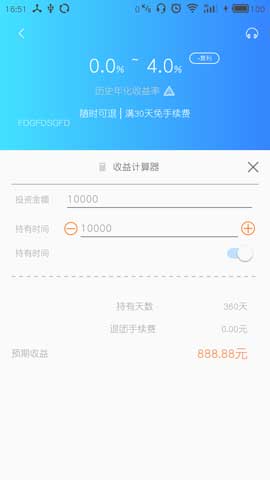 16:51
0 K/s 100
0.0% ~ 4.0%
+复利
历史年化收益率
随时可退 | 满30天免手续费
FDGFDSGFD
收益计算器
投资金额 10000
持有时间 10000
持有时间
持有天数 360天
退团手续费 0.00元
预期收益 888.88元